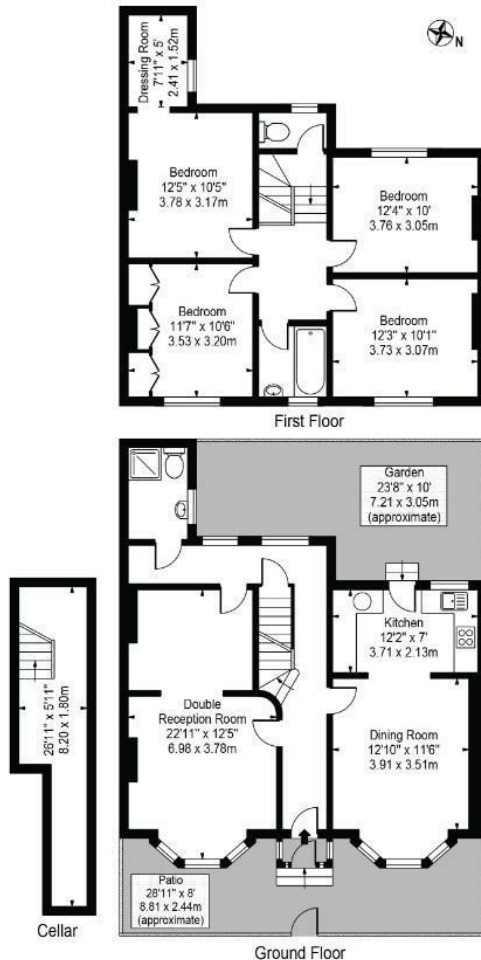 N
Dressing Room
7'11" x 5'
2.41 x 1.52m
Bedroom
12'5" x 10'5"
3.78 x 3.17m
Bedroom
12'4" x 10'
3.76 x 3.05m
Bedroom
11'7" x 10'6"
3.53 x 3.20m
Bedroom
12'3" x 10'1"
3.73 x 3.07m
First Floor
Garden
23'8" x 10'
7.21 x 3.05m
(approximate)
Kitchen
12'2" x 7'
3.71 x 2.13m
26'11" x 5'11"
8.20 x 1.80m
Double
Reception Room
22'11" x 12'5"
6.98 x 3.78m
Dining Room
12'10" x 11'6"
3.91 x 3.51m
Patio
28'11" x 8'
8.81 x 2.44m
(approximate)
Cellar
Ground Floor